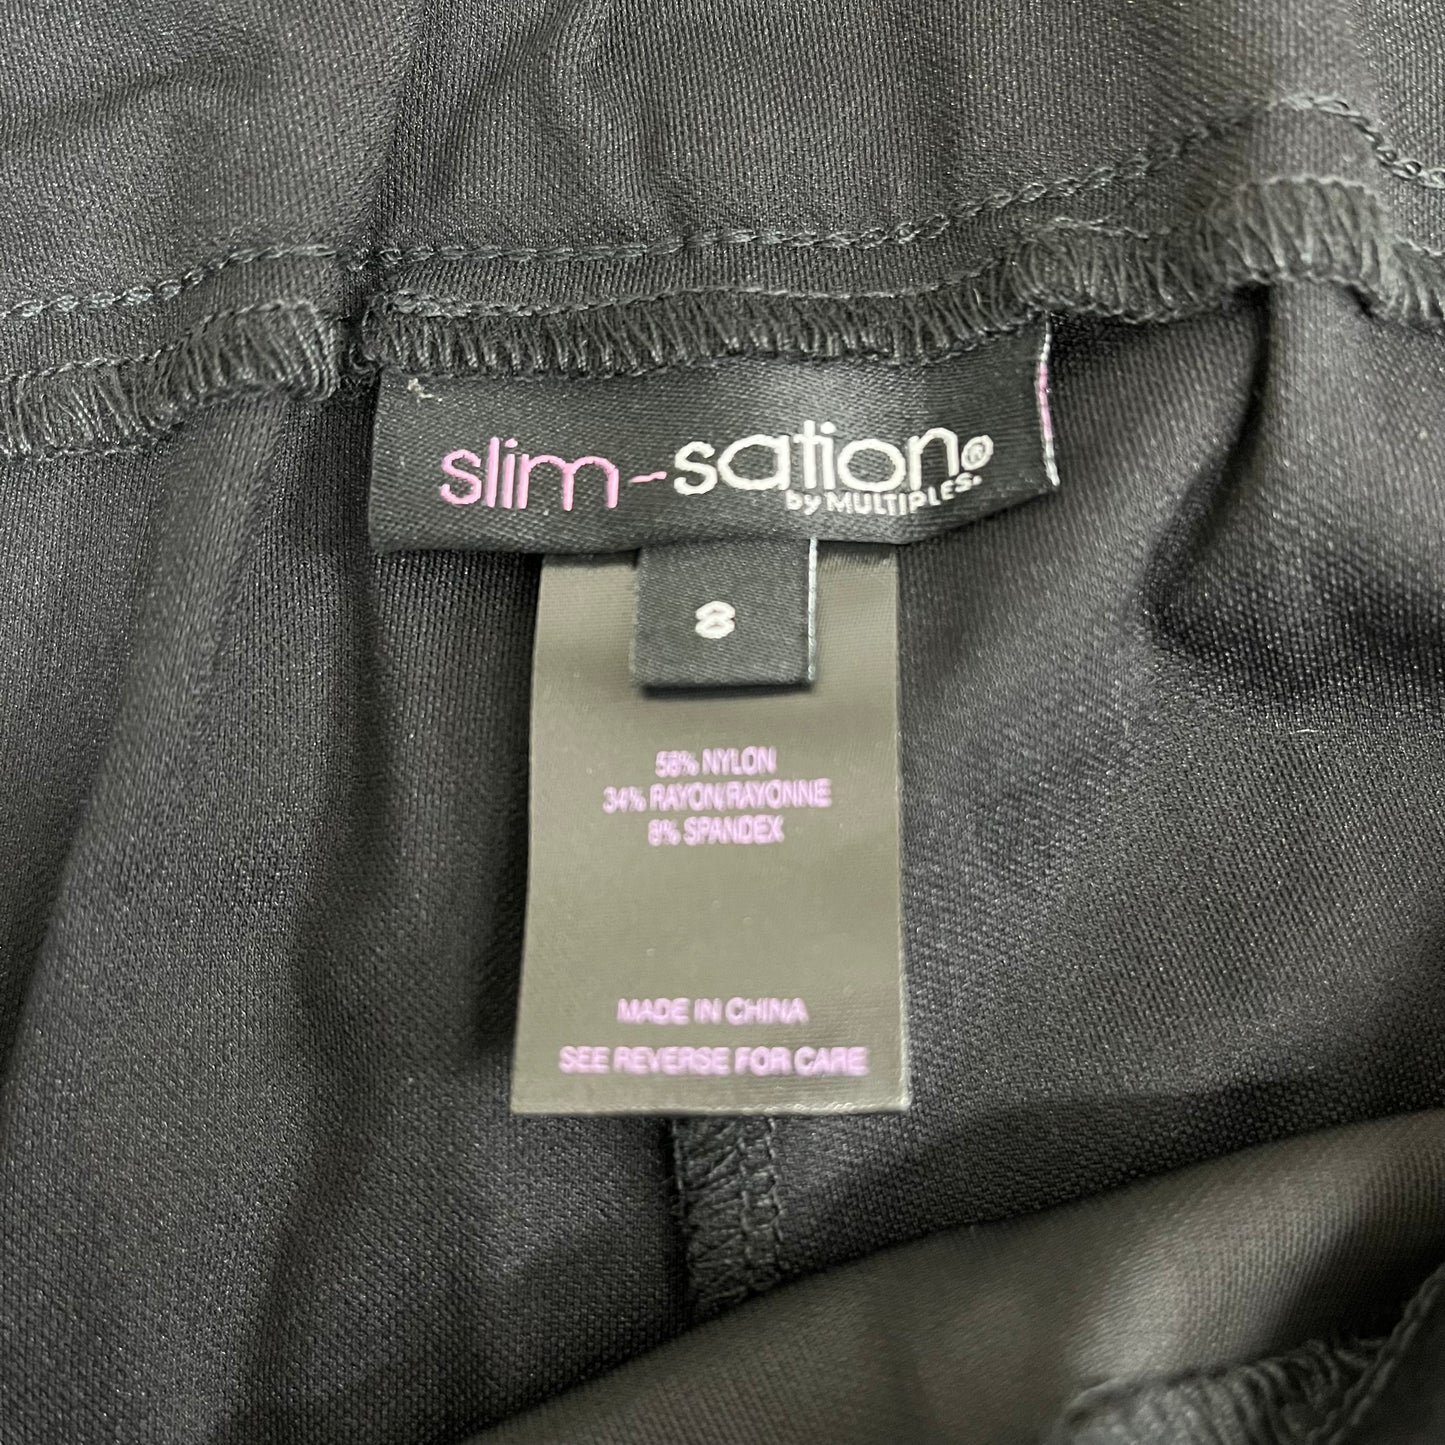 slim-sation®
by MULTIPLES.
8
58% NYLON
34% RAYON/RAYONNE
8% SPANDEX
MADE IN CHINA
SEE REVERSE FOR CARE